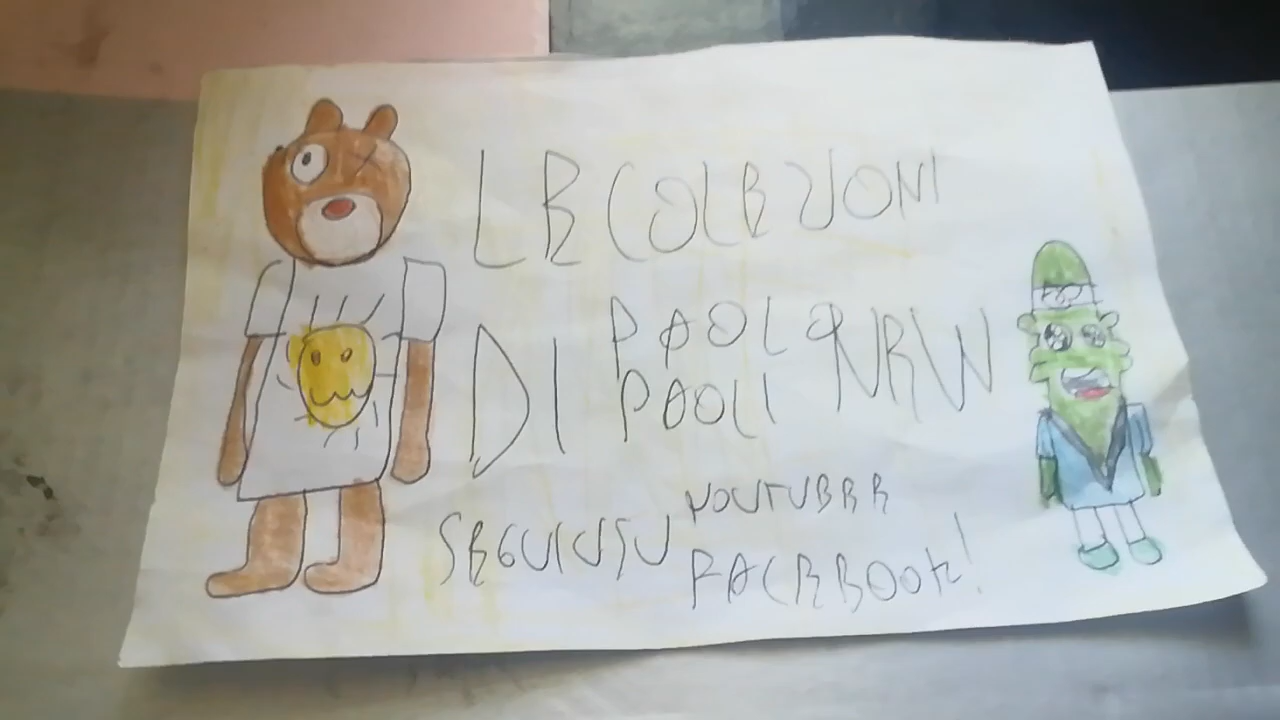 LE COLEZIONI
DI PAOLO PAOLI NEW
SEGUICI SU YOUTUBER
FACEBOOK!